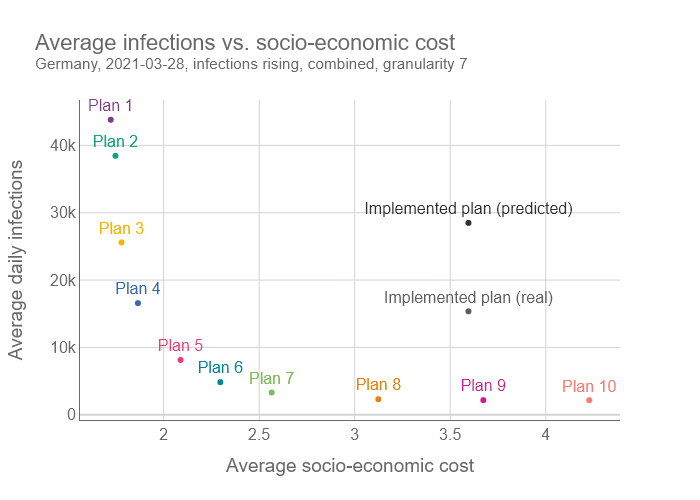 Average infections vs. socio-economic cost
Germany, 2021-03-28, infections rising, combined, granularity 7
Average daily infections
40k
30k
20k
10k
0
Plan 1
Plan 2
Plan 3
Plan 4
Plan 5
Plan 6
Plan 7
Plan 8
Plan 9
Plan 10
Implemented plan (predicted)
Implemented plan (real)
2
2.5
3
3.5
4
Average socio-economic cost